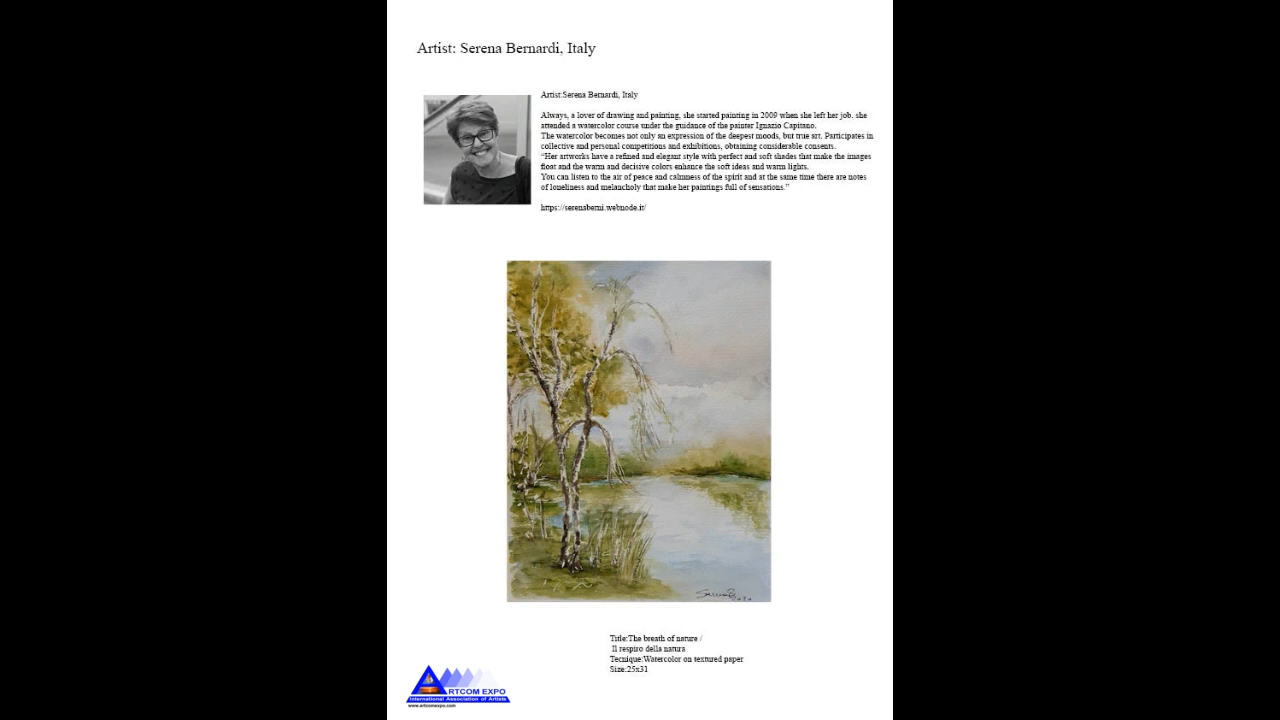 Artist: Serena Bernardi, Italy
Artist:Serena Bernardi, Italy
Always, a lover of drawing and painting, she started painting in 2009 when she left her job. she
attended a watercolor course under the guidance of the painter Ignazio Capitano.
The watercolor becomes not only an expression of the deepest moods, but true art. Participates in
collective and personal competitions and exhibitions, obtaining considerable consents.
“Her artworks have a refined and elegant style with perfect and soft shades that make the images
float and the warm and decisive colors enhance the soft ideas and warm lights.
You can listen to the air of peace and calmness of the spirit and at the same time there are notes
of loneliness and melancholy that make her paintings full of sensations.”
https://serenaberni.webnode.it/
Title:The breath of nature /
Il respiro della natura
Tecnique:Watercolor on textured paper
Size:25x31
ARTCOM EXPO
International Association of Artists
www.artcomexpo.com